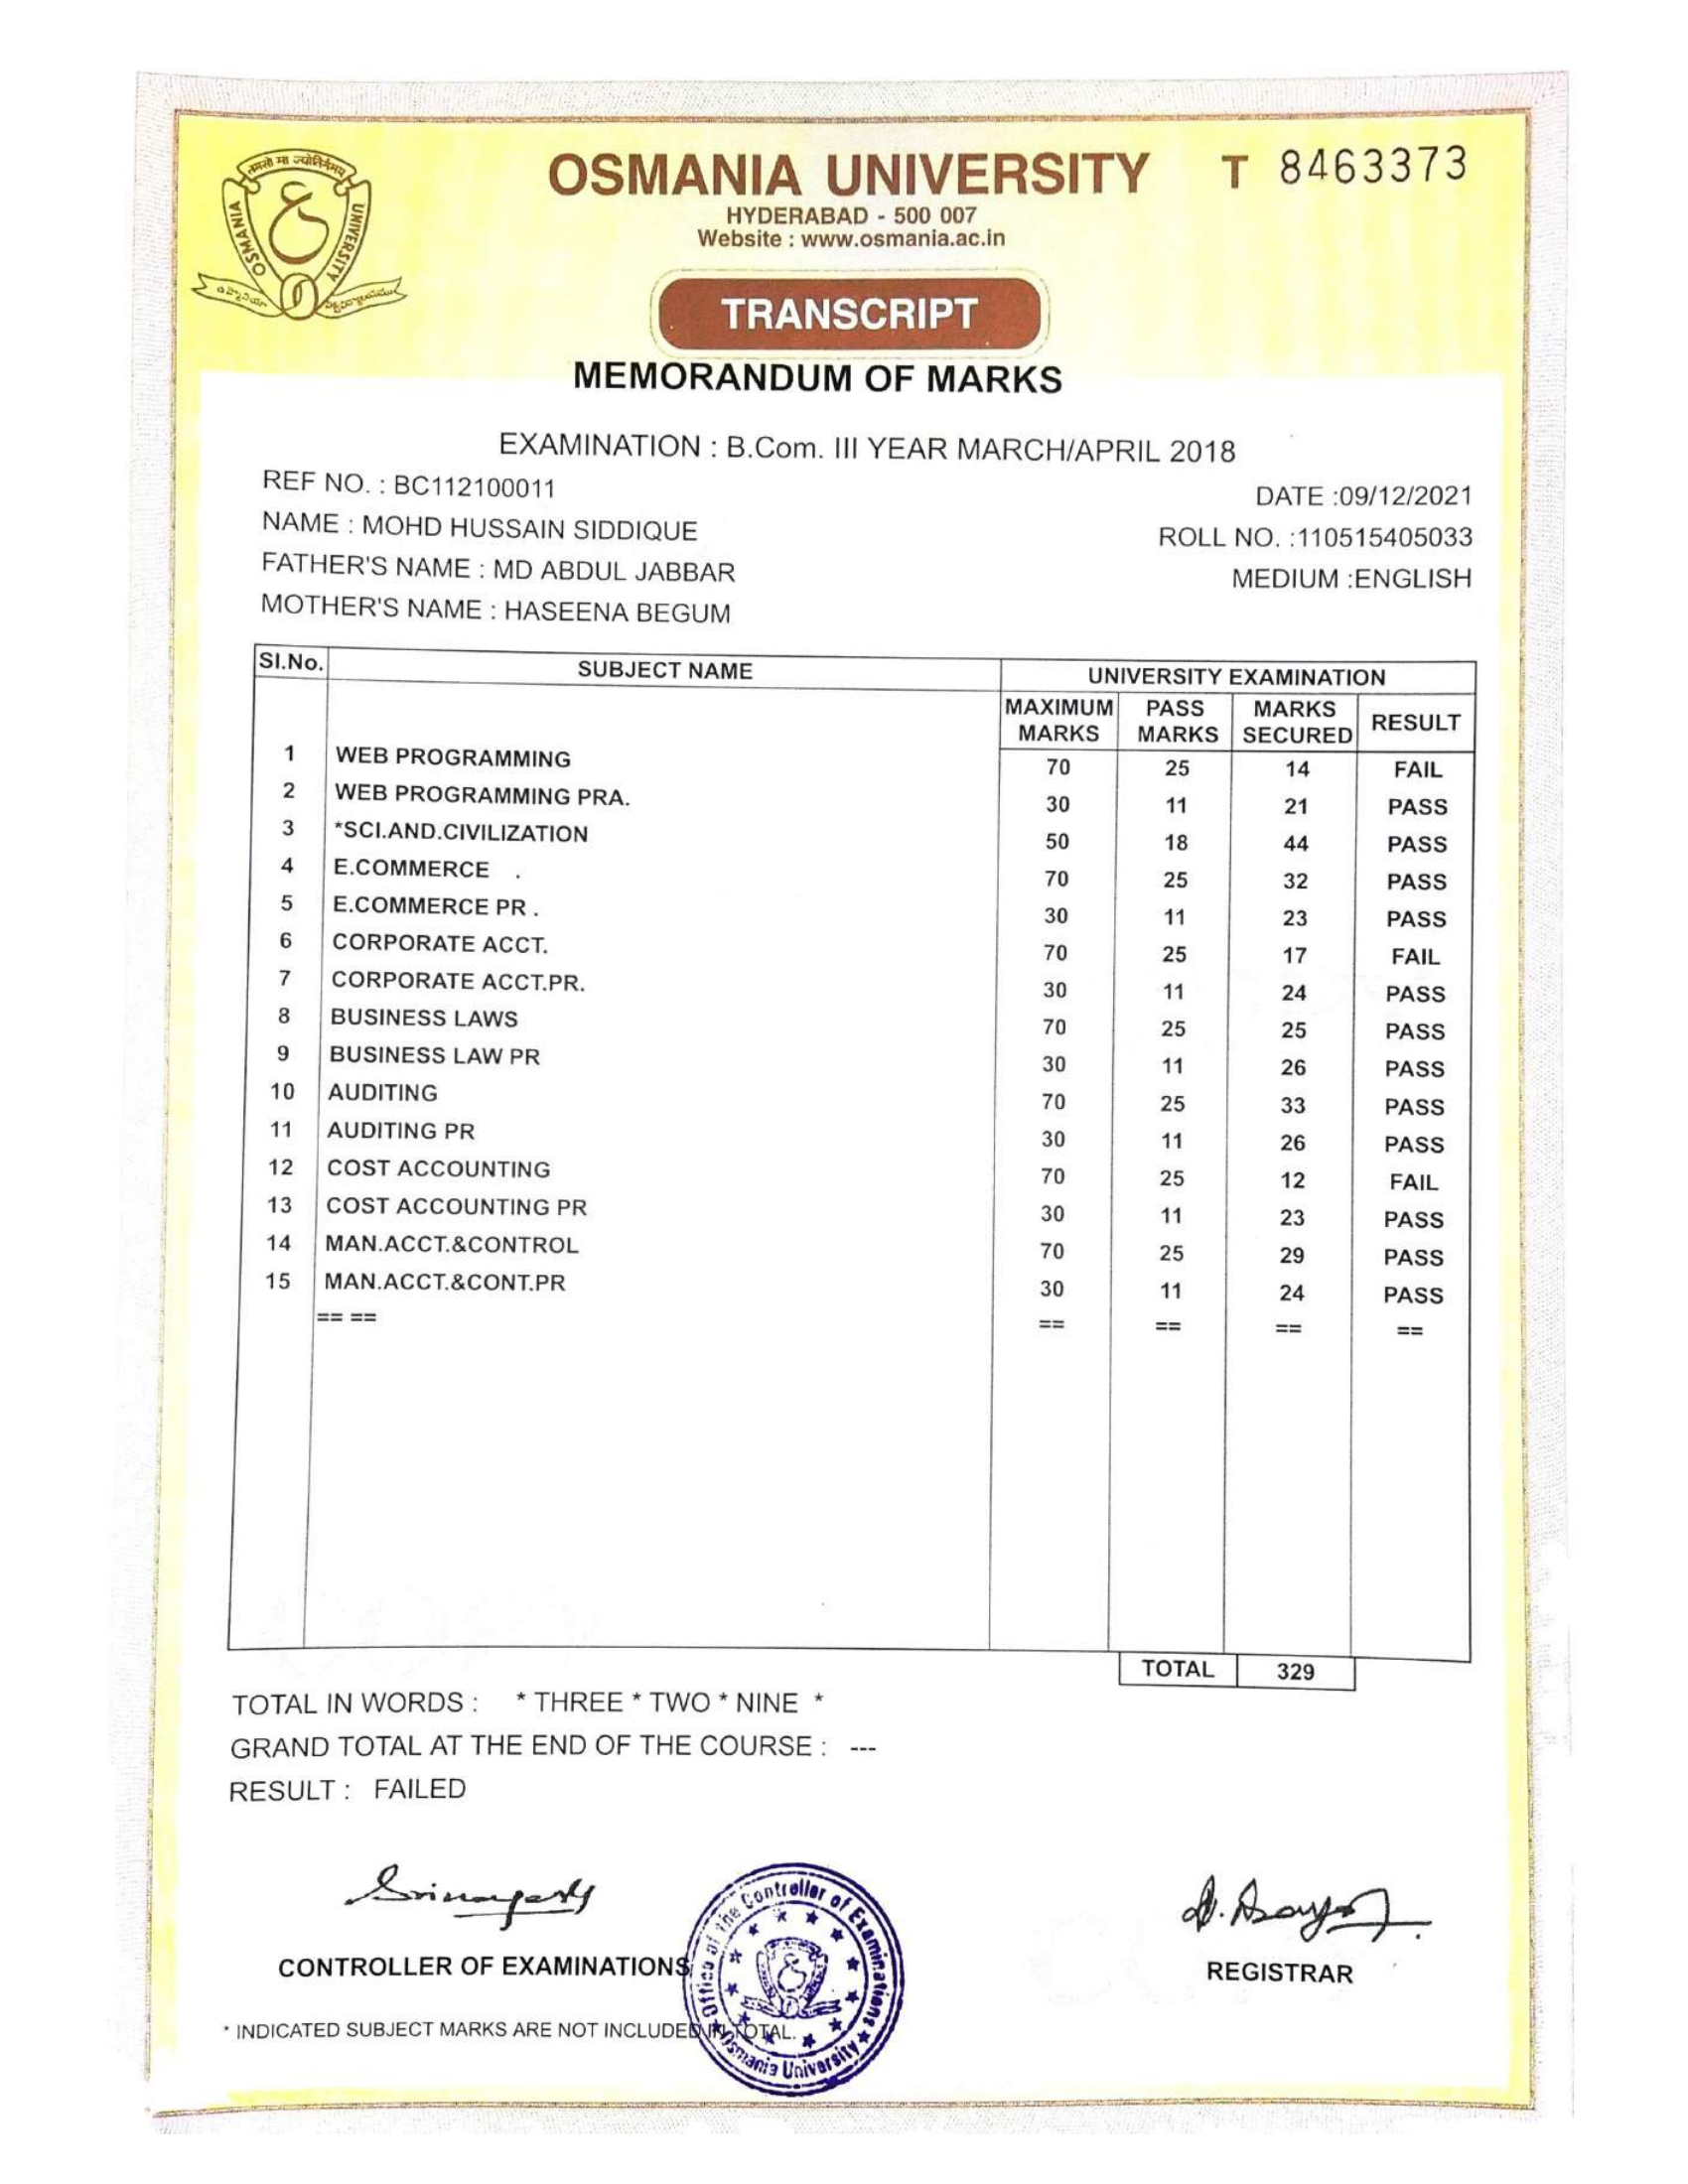 तमसो मा ज्योतिर्गमय
OSMANIA UNIVERSITY
ఉస్మానియా విశ్వవిద్యాలయము
OSMANIA UNIVERSITY T 8463373
HYDERABAD - 500 007
Website : www.osmania.ac.in
TRANSCRIPT
MEMORANDUM OF MARKS
EXAMINATION : B.Com. III YEAR MARCH/APRIL 2018
REF NO. : BC112100011
DATE :09/12/2021
NAME : MOHD HUSSAIN SIDDIQUE
ROLL NO. :110515405033
FATHER'S NAME : MD ABDUL JABBAR
MEDIUM :ENGLISH
MOTHER'S NAME : HASEENA BEGUM
SI.No. SUBJECT NAME UNIVERSITY EXAMINATION
MAXIMUM MARKS PASS MARKS MARKS SECURED RESULT
1 WEB PROGRAMMING 70 25 14 FAIL
2 WEB PROGRAMMING PRA. 30 11 21 PASS
3 *SCI.AND.CIVILIZATION 50 18 44 PASS
4 E.COMMERCE . 70 25 32 PASS
5 E.COMMERCE PR . 30 11 23 PASS
6 CORPORATE ACCT. 70 25 17 FAIL
7 CORPORATE ACCT.PR. 30 11 24 PASS
8 BUSINESS LAWS 70 25 25 PASS
9 BUSINESS LAW PR 30 11 26 PASS
10 AUDITING 70 25 33 PASS
11 AUDITING PR 30 11 26 PASS
12 COST ACCOUNTING 70 25 12 FAIL
13 COST ACCOUNTING PR 30 11 23 PASS
14 MAN.ACCT.&CONTROL 70 25 29 PASS
15 MAN.ACCT.&CONT.PR 30 11 24 PASS
== == == == == ==
TOTAL 329
TOTAL IN WORDS : * THREE * TWO * NINE *
GRAND TOTAL AT THE END OF THE COURSE : ---
RESULT : FAILED
CONTROLLER OF EXAMINATIONS
Office of the Controller of Examinations
Osmania University
REGISTRAR
* INDICATED SUBJECT MARKS ARE NOT INCLUDED IN TOTAL.